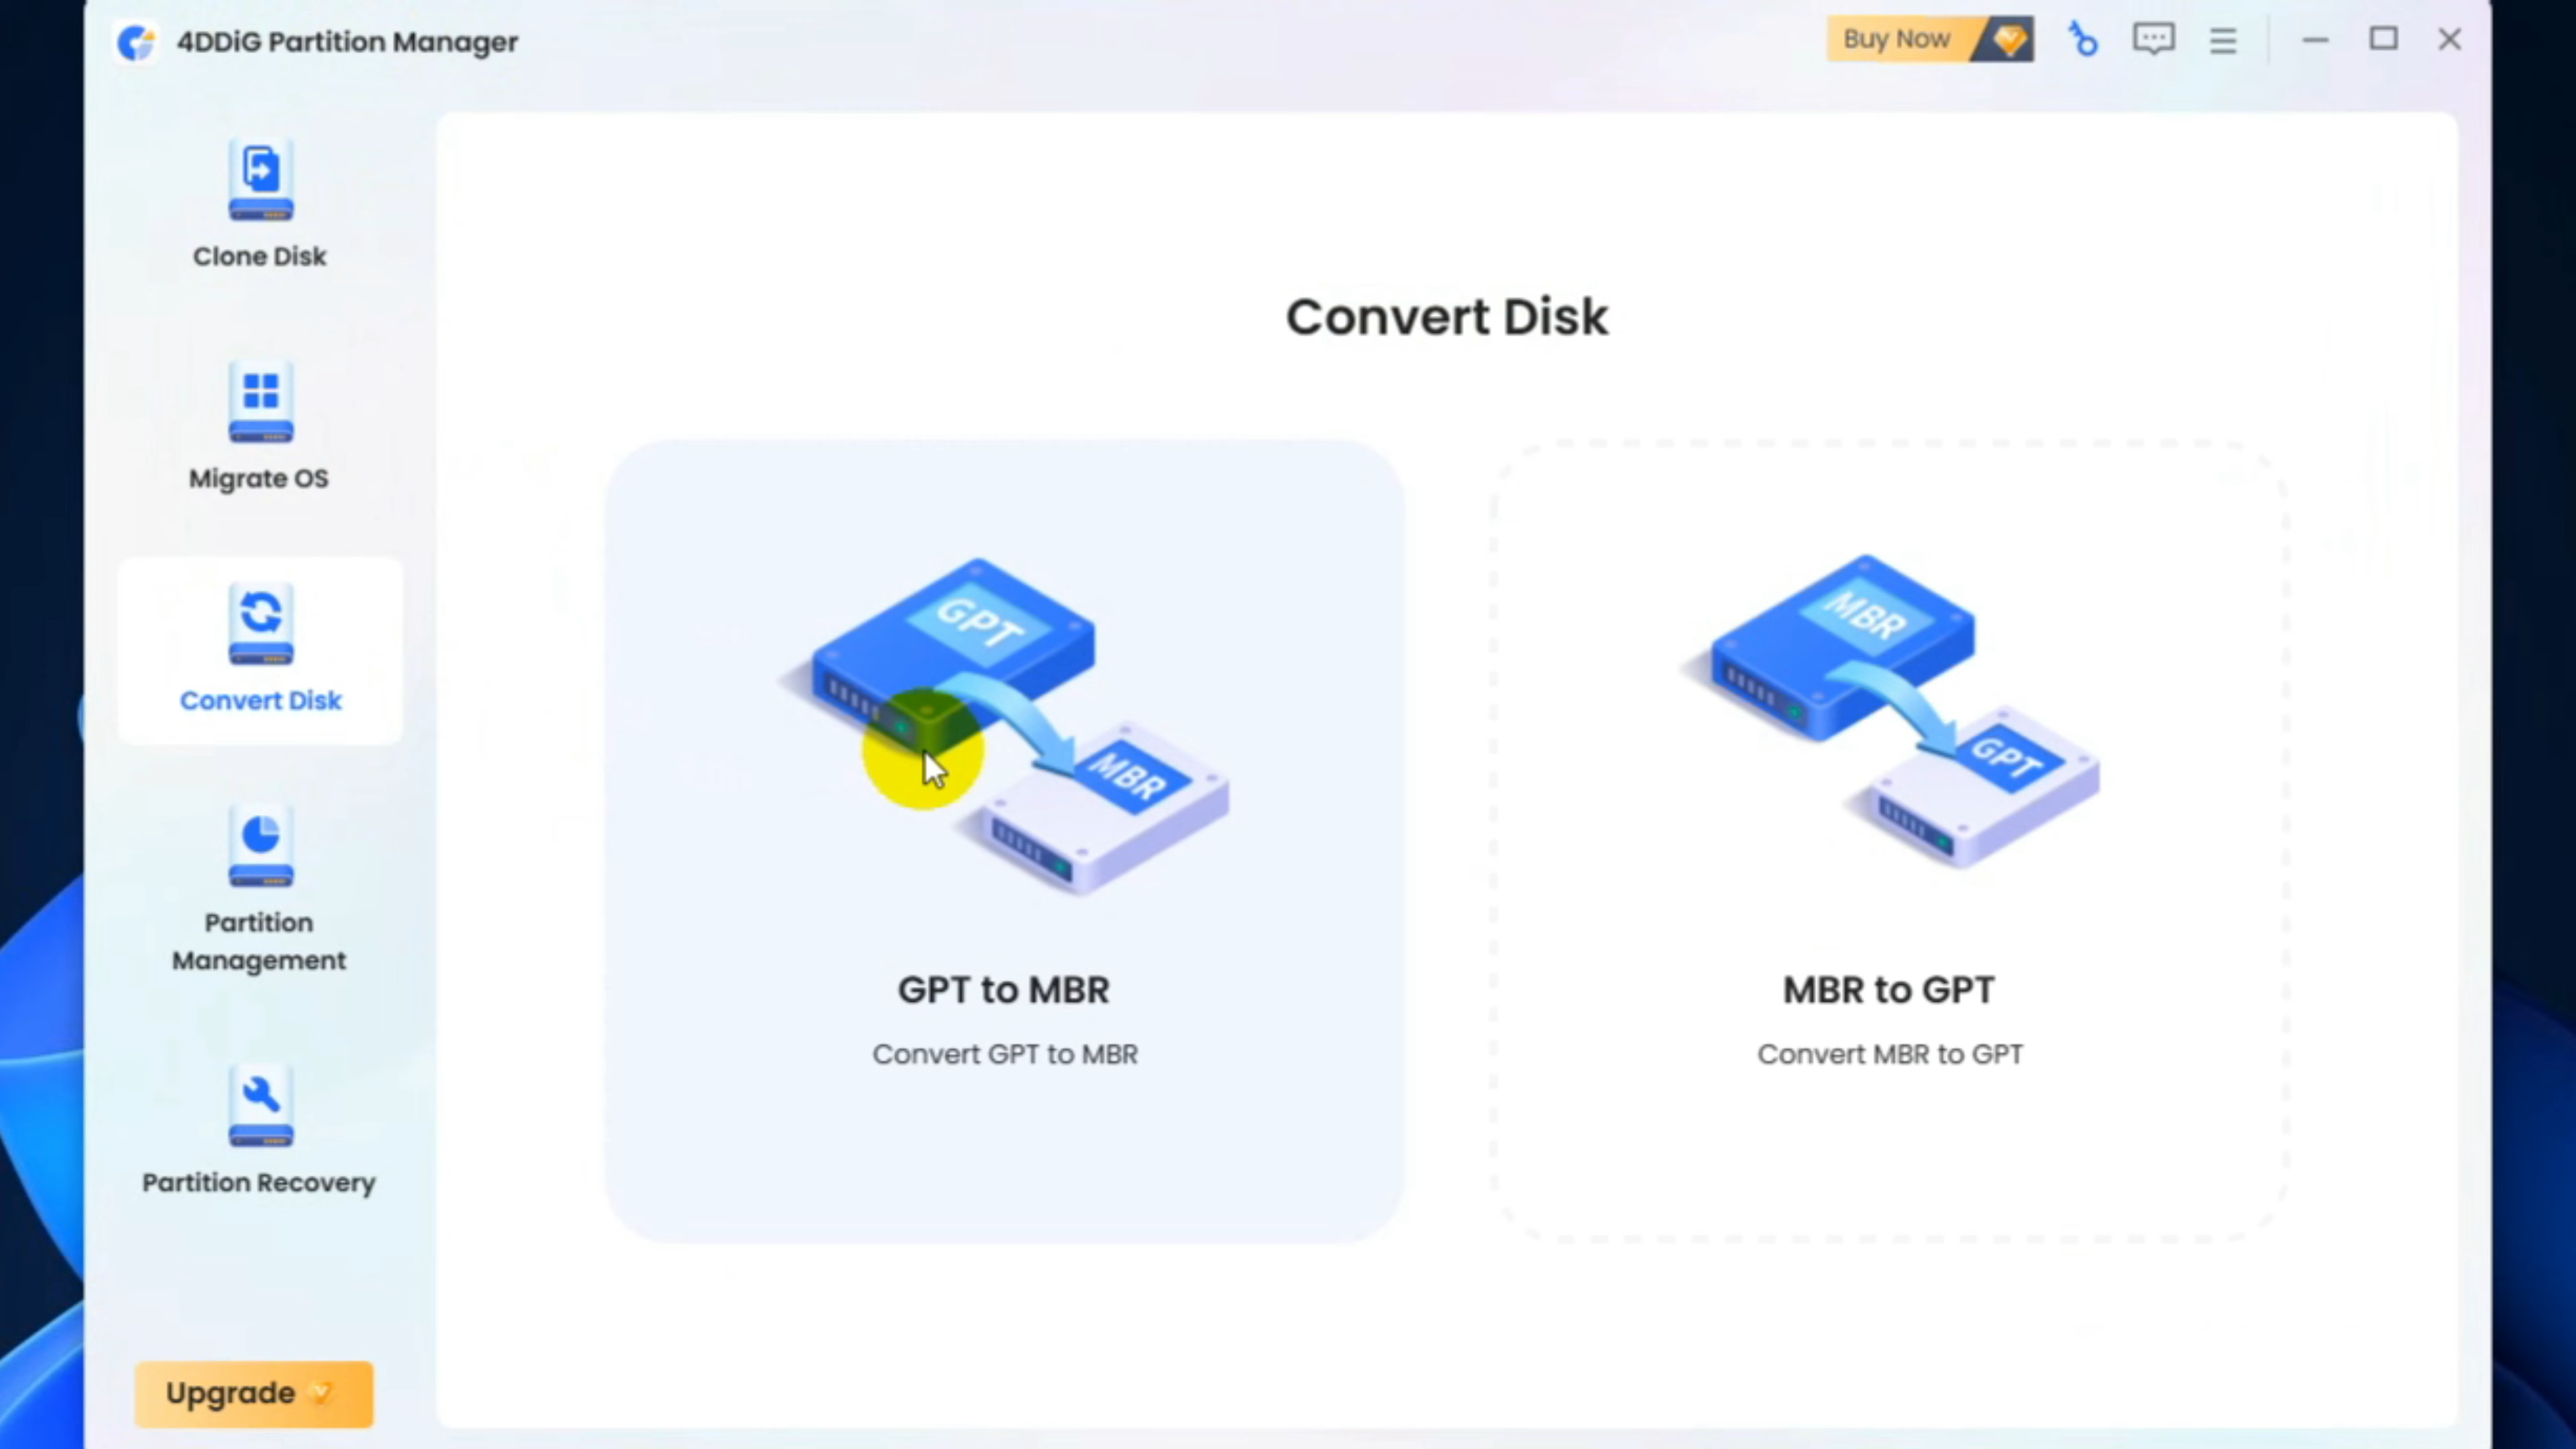 4DDiG Partition Manager
Buy Now
Clone Disk
Migrate OS
Convert Disk
Partition
Management
Partition Recovery
Upgrade
Convert Disk
GPT
MBR
GPT to MBR
Convert GPT to MBR
MBR
GPT
MBR to GPT
Convert MBR to GPT